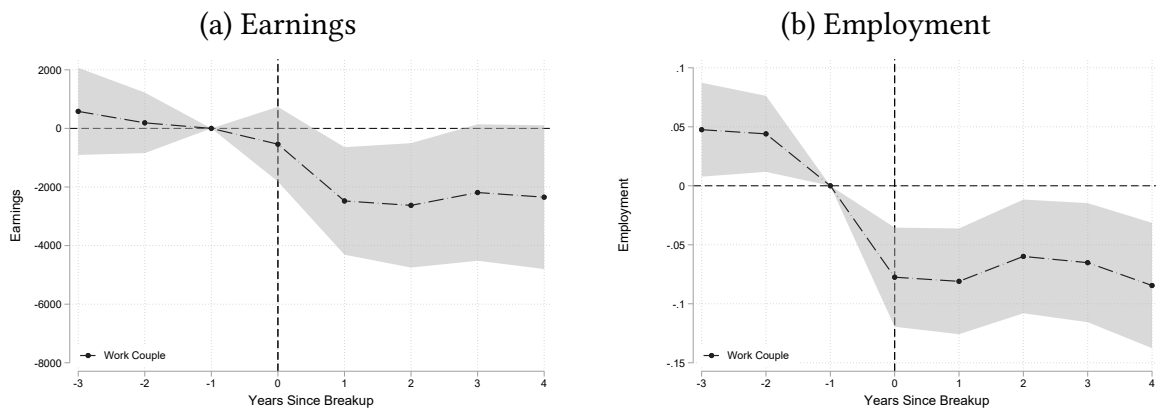 (a) Earnings
2000
0
-2000
-4000
-6000
-8000
Earnings
Work Couple
-3 -2 -1 0 1 2 3 4
Years Since Breakup
(b) Employment
.1
.05
0
-.05
-.1
-.15
Employment
Work Couple
-3 -2 -1 0 1 2 3 4
Years Since Breakup